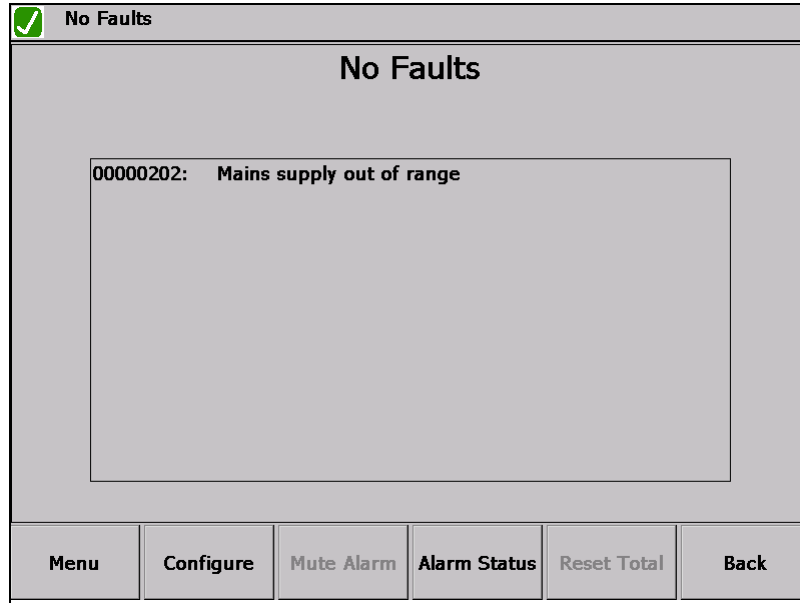 No Faults
No Faults
00000202: Mains supply out of range
Menu Configure Mute Alarm Alarm Status Reset Total Back